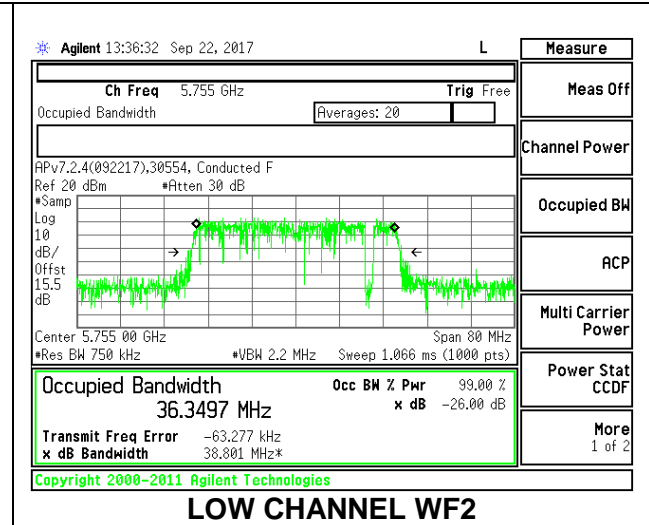 Agilent 13:36:32 Sep 22, 2017 L
Measure
Ch Freq 5.755 GHz Trig Free
Meas Off
Occupied Bandwidth Averages: 20
Channel Power
APv7.2.4(092217),30554, Conducted F
Ref 20 dBm #Atten 30 dB
#Samp
Log
10
dB/
Offst
15.5
dB
Occupied BW
ACP
Multi Carrier
Power
Center 5.755 00 GHz Span 80 MHz
#Res BW 750 kHz #VBW 2.2 MHz Sweep 1.066 ms (1000 pts)
Power Stat
CCDF
Occupied Bandwidth Occ BW % Pwr 99.00 %
36.3497 MHz x dB -26.00 dB
Transmit Freq Error -63.277 kHz
x dB Bandwidth 38.801 MHz*
More
1 of 2
Copyright 2000-2011 Agilent Technologies
LOW CHANNEL WF2